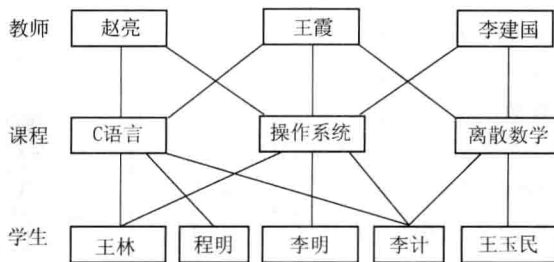 教师 赵亮 王霞 李建国
课程 C语言 操作系统 离散数学
学生 王林 程明 李明 李计 王玉民